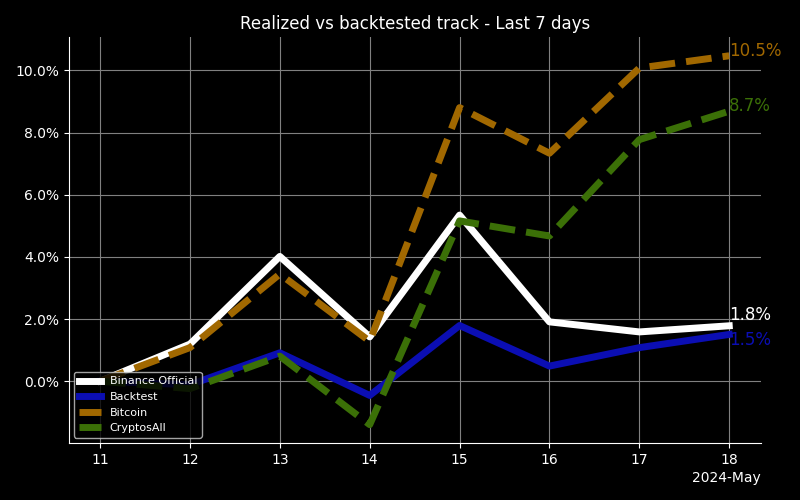 Realized vs backtested track - Last 7 days
10.5%
10.0%
8.7%
8.0%
6.0%
4.0%
2.0%
1.8%
1.5%
0.0%
Binance Official
Backtest
Bitcoin
CryptosAll
11 12 13 14 15 16 17 18
2024-May